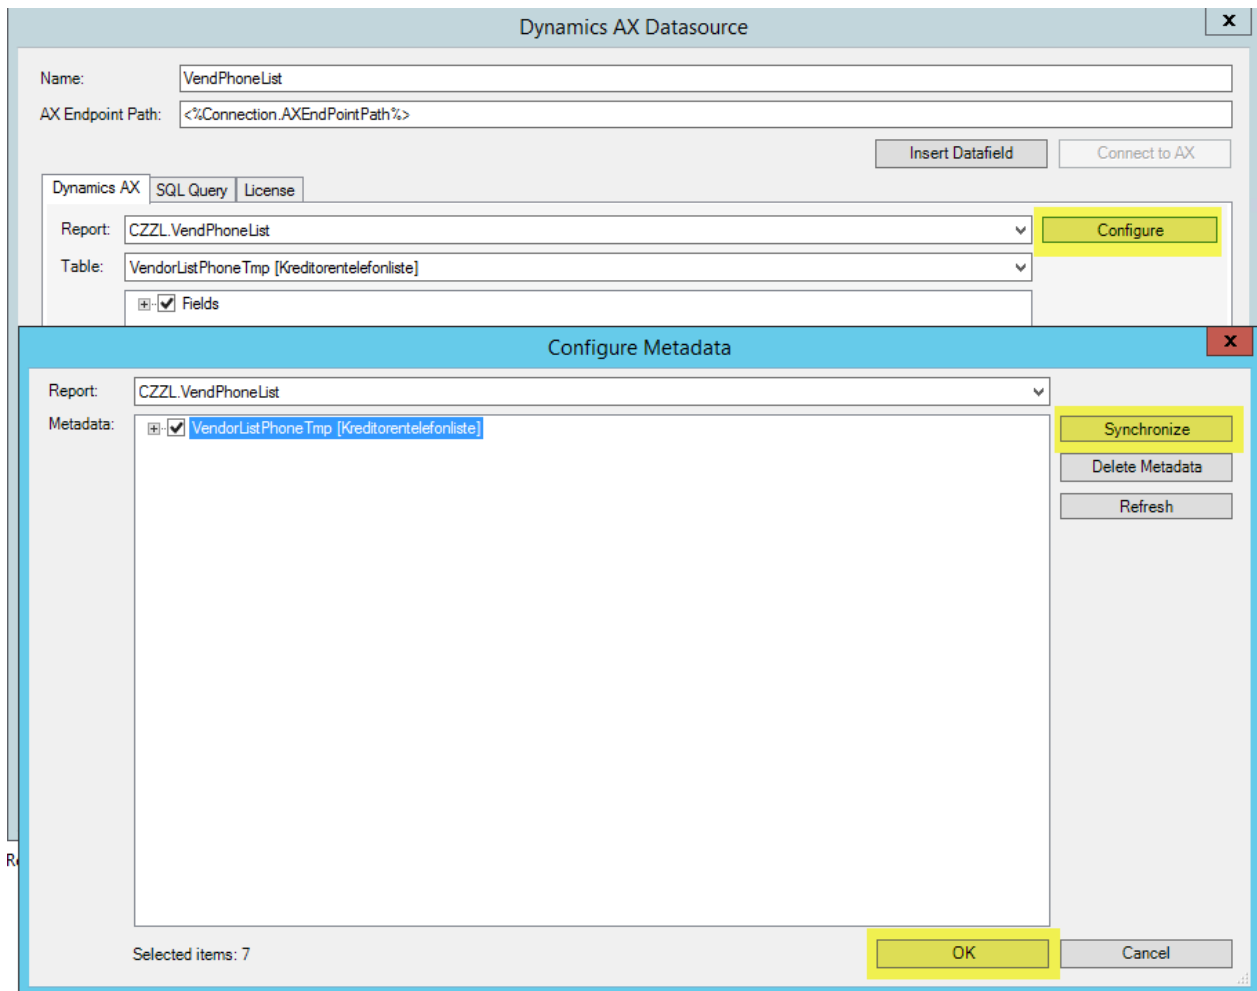 Dynamics AX Datasource
x
Name: VendPhoneList
AX Endpoint Path: <%Connection.AXEndPointPath%>
Insert Datafield Connect to AX
Dynamics AX SQL Query License
Report: CZZL.VendPhoneList Configure
Table: VendorListPhoneTmp [Kreditorentelefonliste]
Fields
Configure Metadata
x
Report: CZZL.VendPhoneList
Metadata: VendorListPhoneTmp [Kreditorentelefonliste] Synchronize
Delete Metadata
Refresh
Selected items: 7 OK Cancel